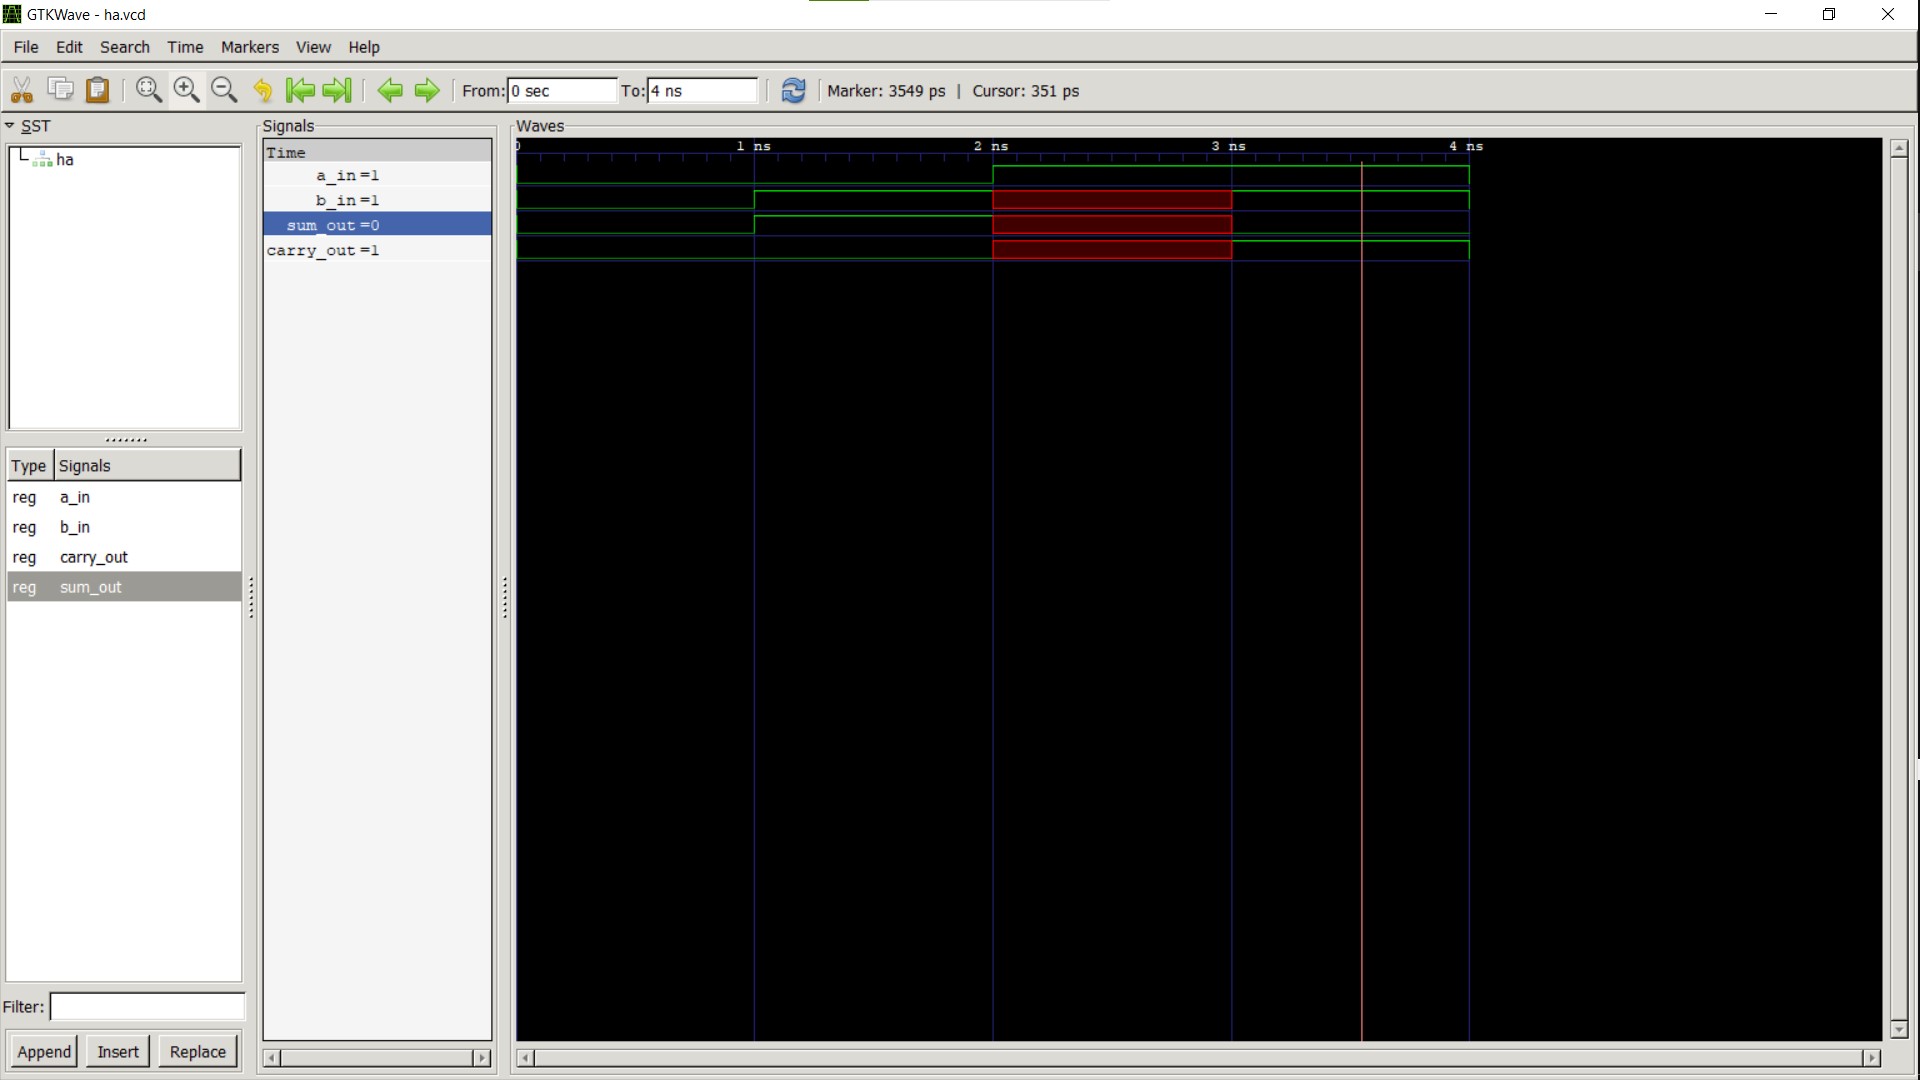 GTKWave - ha.vcd
File Edit Search Time Markers View Help
From: 0 sec To: 4 ns Marker: 3549 ps | Cursor: 351 ps
SST
ha
Type Signals
reg a_in
reg b_in
reg carry_out
reg sum_out
Filter:
Append Insert Replace
Signals
Time
a_in =1
b_in =1
sum_out =0
carry_out =1
Waves
0 1 ns 2 ns 3 ns 4 ns